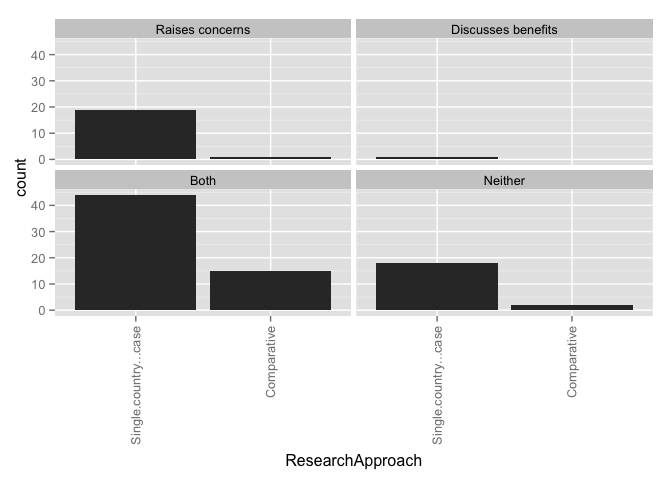 Raises concerns
Discusses benefits
40
30
20
10
0
count
Both
Neither
40
30
20
10
0
Single.country...case
Comparative
Single.country...case
Comparative
ResearchApproach